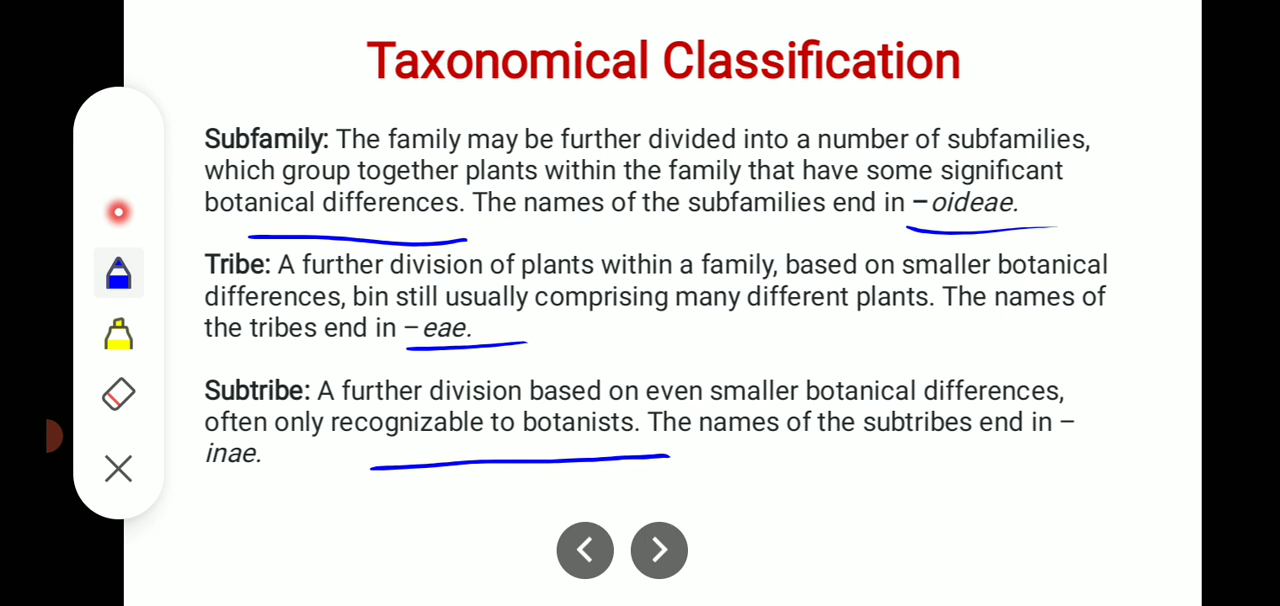 Taxonomical Classification
Subfamily: The family may be further divided into a number of subfamilies,
which group together plants within the family that have some significant
botanical differences. The names of the subfamilies end in –oideae.
Tribe: A further division of plants within a family, based on smaller botanical
differences, bin still usually comprising many different plants. The names of
the tribes end in –eae.
Subtribe: A further division based on even smaller botanical differences,
often only recognizable to botanists. The names of the subtribes end in –
inae.